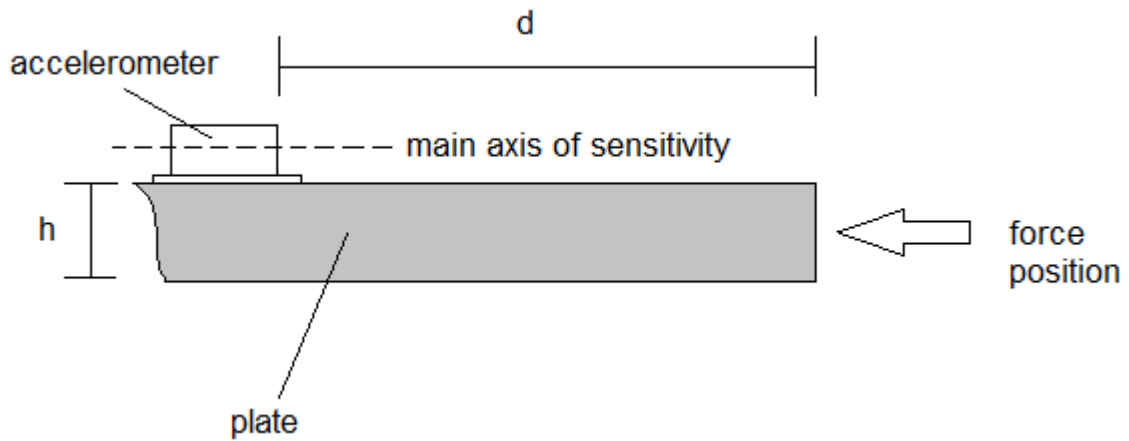 d
accelerometer
main axis of sensitivity
h
force
position
plate